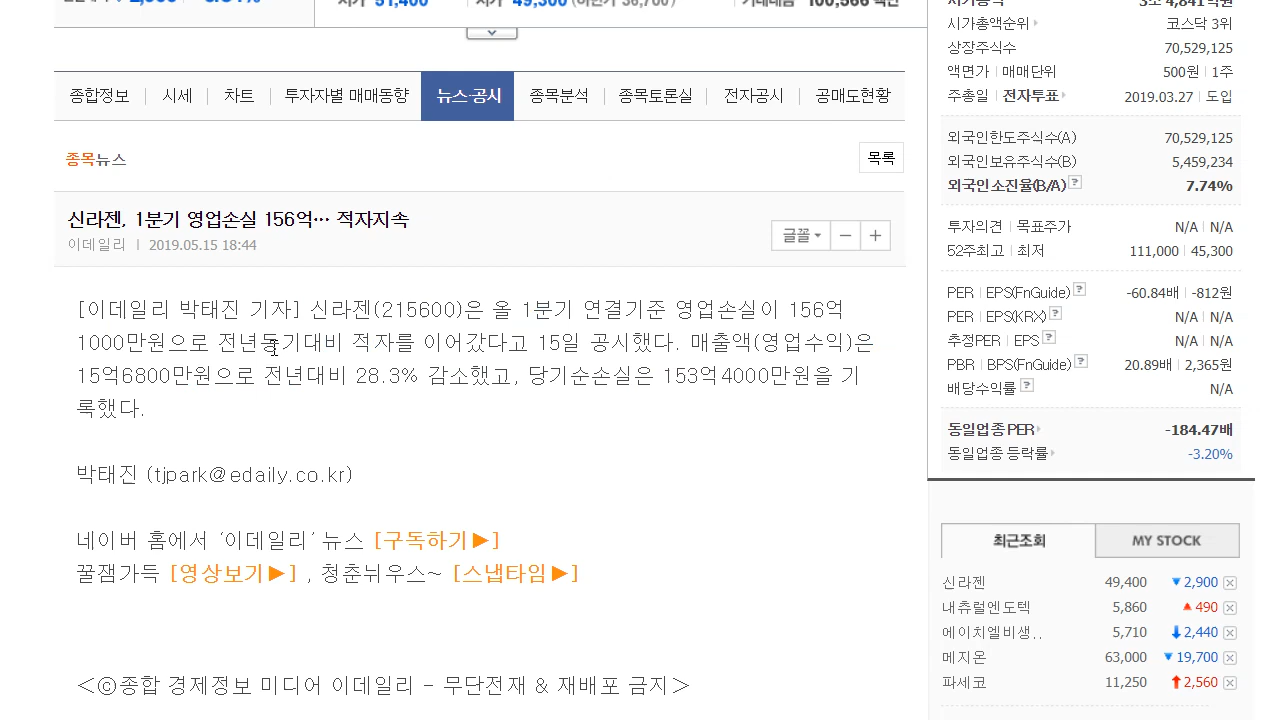 51,400
49,300
시가총액순위 코스닥 3위
상장주식수 70,529,125
액면가 | 매매단위 500원 | 1주
주총일 | 전자투표 2019.03.27 | 도입
종합정보 | 시세 | 차트 | 투자자별 매매동향 뉴스·공시 종목분석 | 종목토론실 | 전자공시 | 공매도현황
외국인한도주식수(A) 70,529,125
외국인보유주식수(B) 5,459,234
외국인소진율(B/A) ? 7.74%
종목뉴스 목록
신라젠, 1분기 영업손실 156억… 적자지속
이데일리 | 2019.05.15 18:44
글꼴 − +
투자의견 | 목표주가 N/A | N/A
52주최고 | 최저 111,000 | 45,300
PER | EPS(FnGuide) ? -60.84배 | -812원
PER | EPS(KRX) ? N/A | N/A
추정PER | EPS ? N/A | N/A
PBR | BPS(FnGuide) ? 20.89배 | 2,365원
배당수익률 ? N/A
동일업종 PER -184.47배
동일업종 등락률 -3.20%
[이데일리 박태진 기자] 신라젠(215600)은 올 1분기 연결기준 영업손실이 156억
1000만원으로 전년동기대비 적자를 이어갔다고 15일 공시했다. 매출액(영업수익)은
15억6800만원으로 전년대비 28.3% 감소했고, 당기순손실은 153억4000만원을 기
록했다.
박태진 (tjpark@edaily.co.kr)
네이버 홈에서 '이데일리' 뉴스 [구독하기▶]
꿀잼가득 [영상보기▶] , 청춘뉘우스~ [스냅타임▶]
<ⓒ종합 경제정보 미디어 이데일리 - 무단전재 & 재배포 금지>
최근조회 MY STOCK
신라젠 49,400 ▼2,900
내츄럴엔도텍 5,860 ▲490
에이치엘비생.. 5,710 ↓2,440
메지온 63,000 ▼19,700
파세코 11,250 ↑2,560